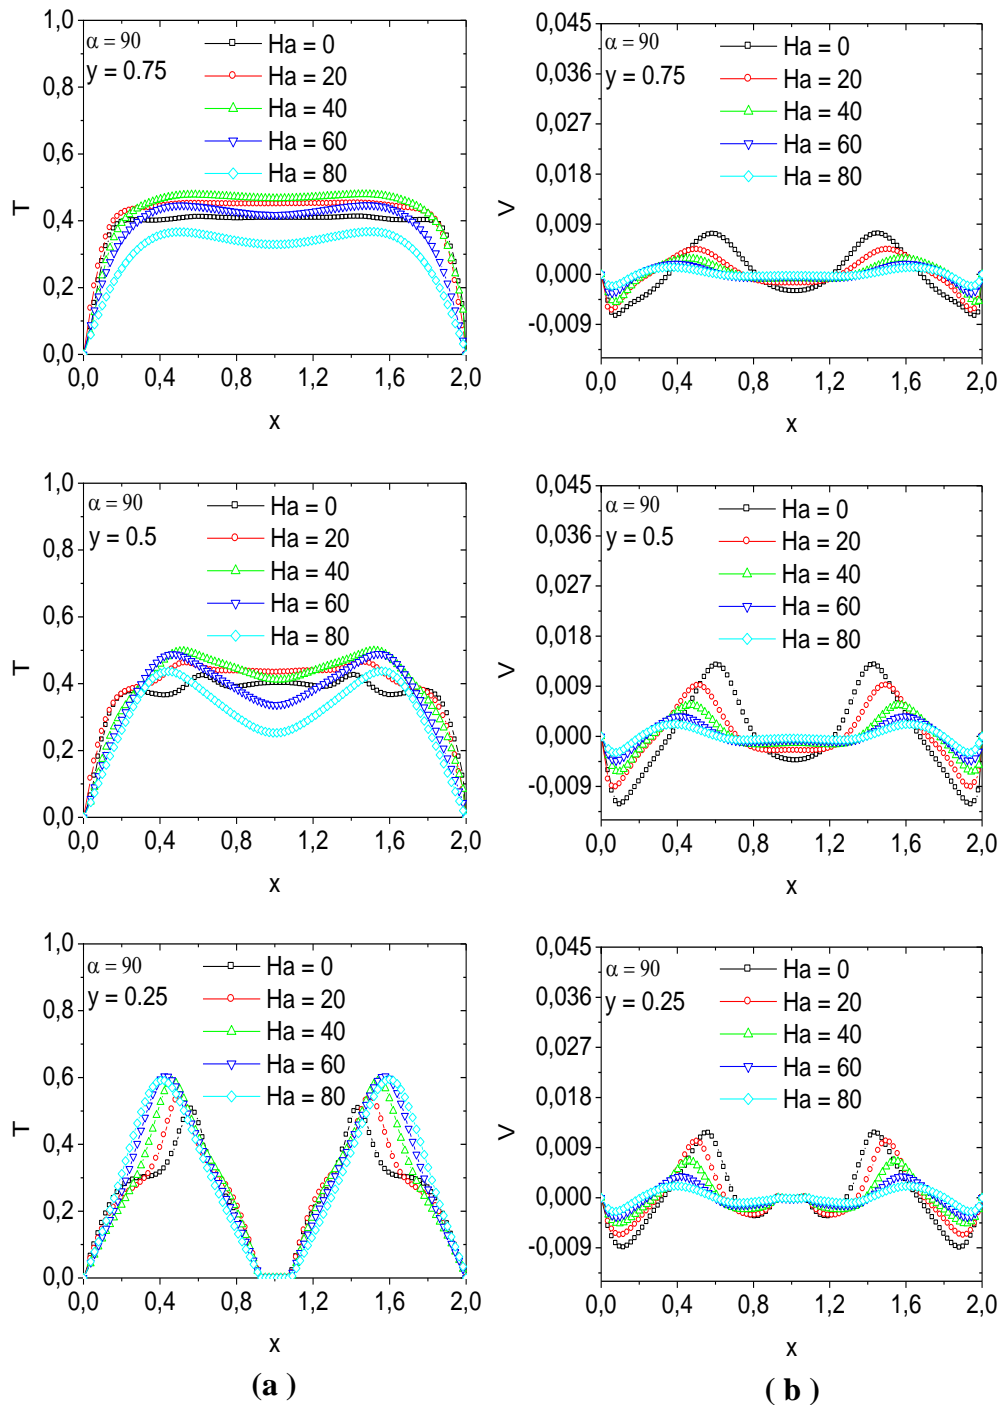 α = 90
y = 0.75
Ha = 0
Ha = 20
Ha = 40
Ha = 60
Ha = 80
1,0
0,8
0,6
0,4
0,2
0,0
T
0,0 0,4 0,8 1,2 1,6 2,0
x
α = 90
y = 0.75
Ha = 0
Ha = 20
Ha = 40
Ha = 60
Ha = 80
0,045
0,036
0,027
0,018
0,009
0,000
-0,009
V
0,0 0,4 0,8 1,2 1,6 2,0
x
α = 90
y = 0.5
Ha = 0
Ha = 20
Ha = 40
Ha = 60
Ha = 80
1,0
0,8
0,6
0,4
0,2
0,0
T
0,0 0,4 0,8 1,2 1,6 2,0
x
α = 90
y = 0.5
Ha = 0
Ha = 20
Ha = 40
Ha = 60
Ha = 80
0,045
0,036
0,027
0,018
0,009
0,000
-0,009
V
0,0 0,4 0,8 1,2 1,6 2,0
x
α = 90
y = 0.25
Ha = 0
Ha = 20
Ha = 40
Ha = 60
Ha = 80
1,0
0,8
0,6
0,4
0,2
0,0
T
0,0 0,4 0,8 1,2 1,6 2,0
x
α = 90
y = 0.25
Ha = 0
Ha = 20
Ha = 40
Ha = 60
Ha = 80
0,045
0,036
0,027
0,018
0,009
0,000
-0,009
V
0,0 0,4 0,8 1,2 1,6 2,0
x
(a )
( b )